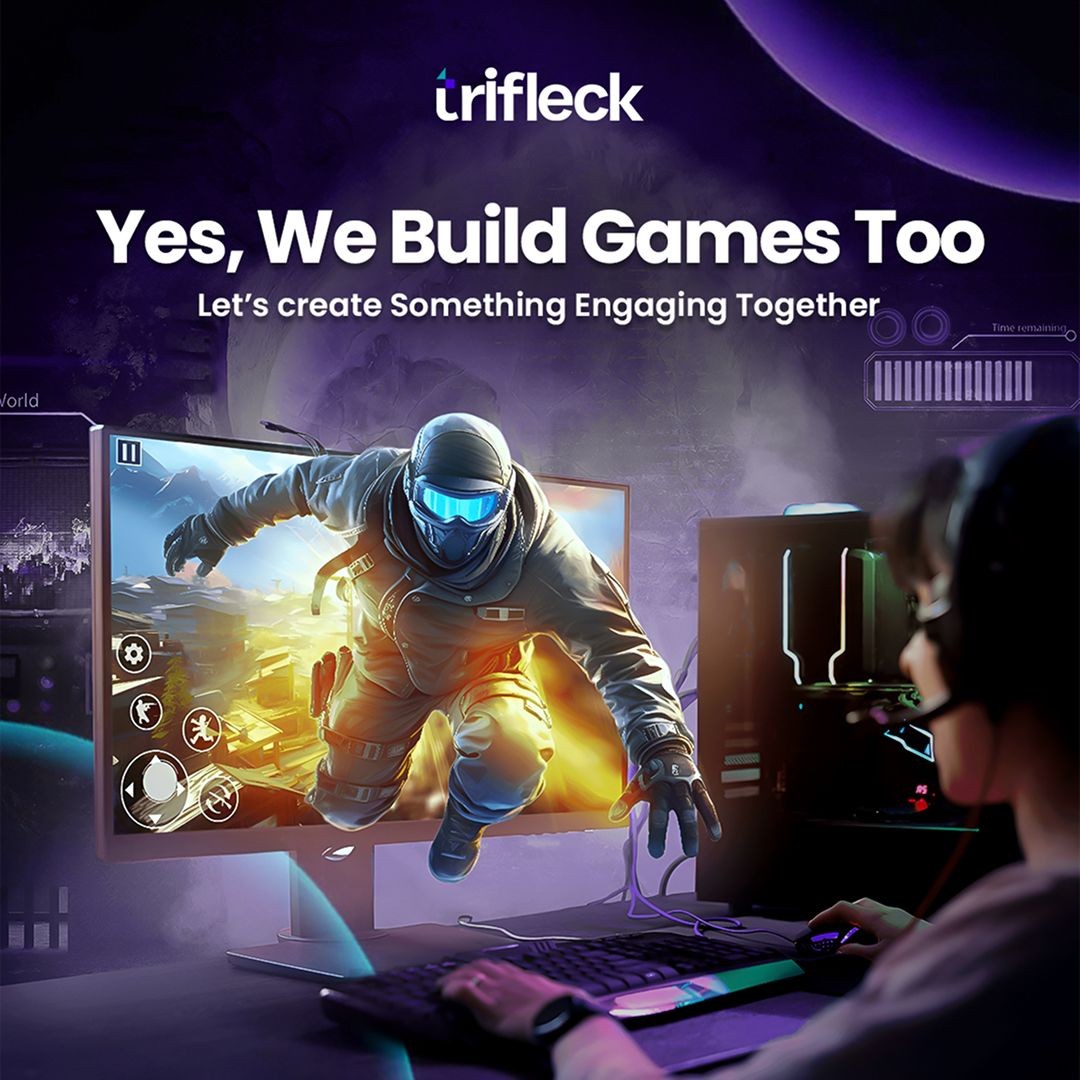 trifleck
Yes, We Build Games Too
Let's create Something Engaging Together
Time remaining
World